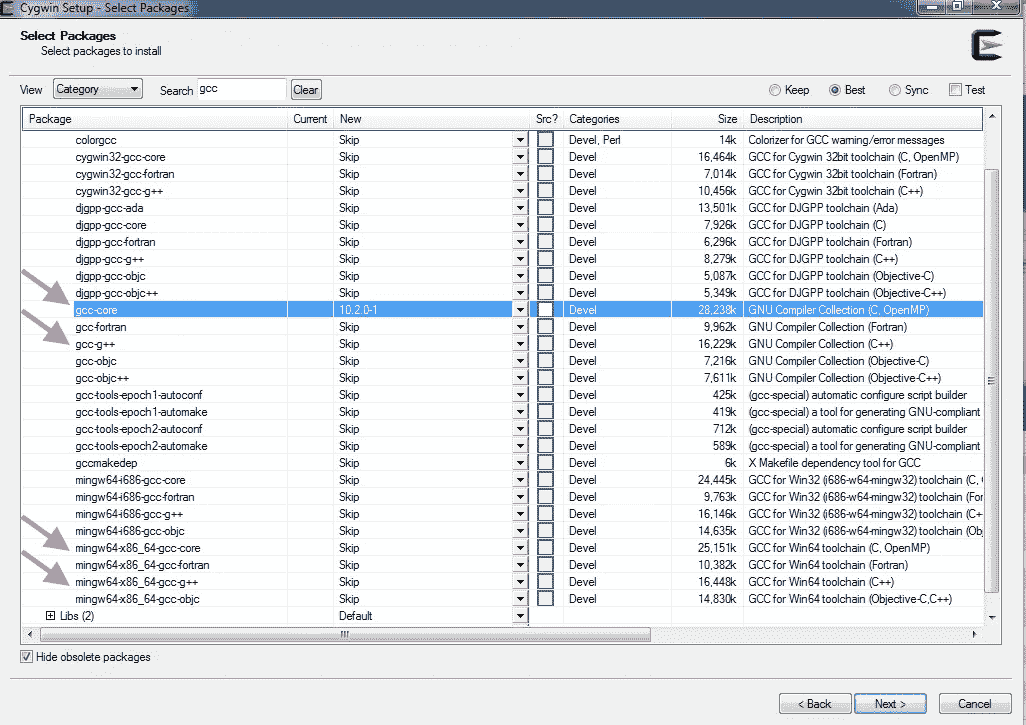 Cygwin Setup - Select Packages
Select Packages
Select packages to install
View Category Search gcc Clear Keep Best Sync Test
Package Current New Src? Categories Size Description
colorgcc Skip Devel, Perl 14k Colorizer for GCC warning/error messages
cygwin32-gcc-core Skip Devel 16,464k GCC for Cygwin 32bit toolchain (C, OpenMP)
cygwin32-gcc-fortran Skip Devel 7,014k GCC for Cygwin 32bit toolchain (Fortran)
cygwin32-gcc-g++ Skip Devel 10,456k GCC for Cygwin 32bit toolchain (C++)
djgpp-gcc-ada Skip Devel 13,501k GCC for DJGPP toolchain (Ada)
djgpp-gcc-core Skip Devel 7,926k GCC for DJGPP toolchain (C)
djgpp-gcc-fortran Skip Devel 6,296k GCC for DJGPP toolchain (Fortran)
djgpp-gcc-g++ Skip Devel 8,279k GCC for DJGPP toolchain (C++)
djgpp-gcc-objc Skip Devel 5,087k GCC for DJGPP toolchain (Objective-C)
djgpp-gcc-objc++ Skip Devel 5,349k GCC for DJGPP toolchain (Objective-C++)
gcc-core 10.2.0-1 Devel 28,238k GNU Compiler Collection (C, OpenMP)
gcc-fortran Skip Devel 9,962k GNU Compiler Collection (Fortran)
gcc-g++ Skip Devel 16,229k GNU Compiler Collection (C++)
gcc-objc Skip Devel 7,216k GNU Compiler Collection (Objective-C)
gcc-objc++ Skip Devel 7,611k GNU Compiler Collection (Objective-C++)
gcc-tools-epoch1-autoconf Skip Devel 425k (gcc-special) automatic configure script builder
gcc-tools-epoch1-automake Skip Devel 419k (gcc-special) a tool for generating GNU-compliant
gcc-tools-epoch2-autoconf Skip Devel 712k (gcc-special) automatic configure script builder
gcc-tools-epoch2-automake Skip Devel 589k (gcc-special) a tool for generating GNU-compliant
gccmakedep Skip Devel 6k X Makefile dependency tool for GCC
mingw64-i686-gcc-core Skip Devel 24,445k GCC for Win32 (i686-w64-mingw32) toolchain (C,
mingw64-i686-gcc-fortran Skip Devel 9,763k GCC for Win32 (i686-w64-mingw32) toolchain (For
mingw64-i686-gcc-g++ Skip Devel 16,146k GCC for Win32 (i686-w64-mingw32) toolchain (C+
mingw64-i686-gcc-objc Skip Devel 14,635k GCC for Win32 (i686-w64-mingw32) toolchain (Obj
mingw64-x86_64-gcc-core Skip Devel 25,151k GCC for Win64 toolchain (C, OpenMP)
mingw64-x86_64-gcc-fortran Skip Devel 10,382k GCC for Win64 toolchain (Fortran)
mingw64-x86_64-gcc-g++ Skip Devel 16,448k GCC for Win64 toolchain (C++)
mingw64-x86_64-gcc-objc Skip Devel 14,830k GCC for Win64 toolchain (Objective-C,C++)
Libs (2) Default
Hide obsolete packages
< Back Next > Cancel